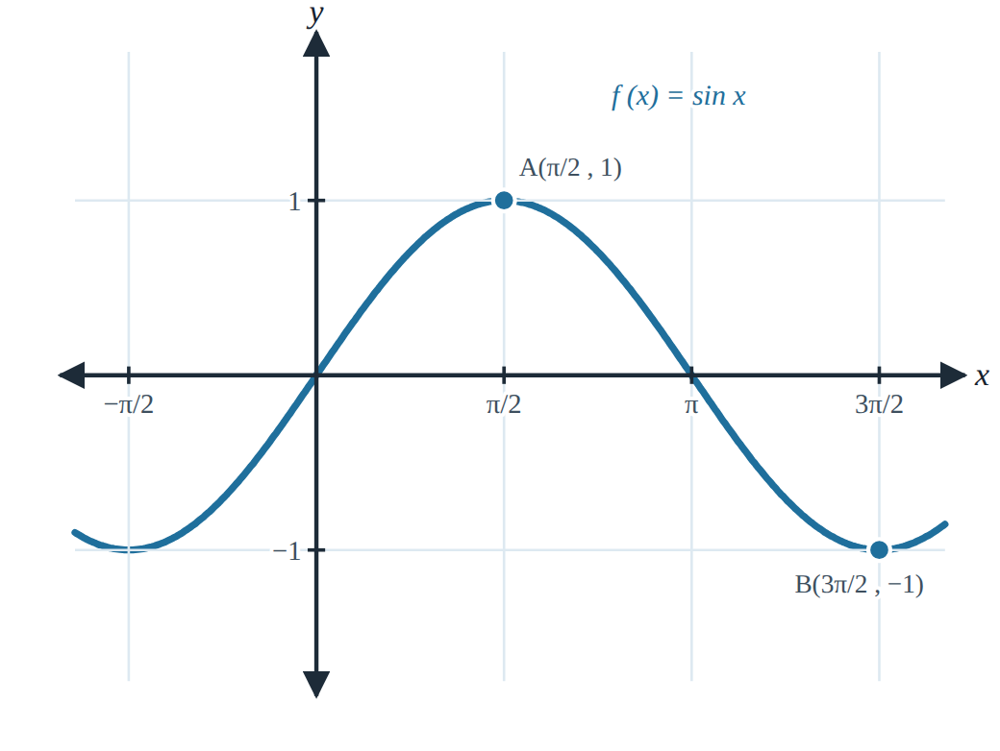 y
f (x) = sin x
A(π/2 , 1)
1
x
−π/2
π/2
π
3π/2
−1
B(3π/2 , −1)